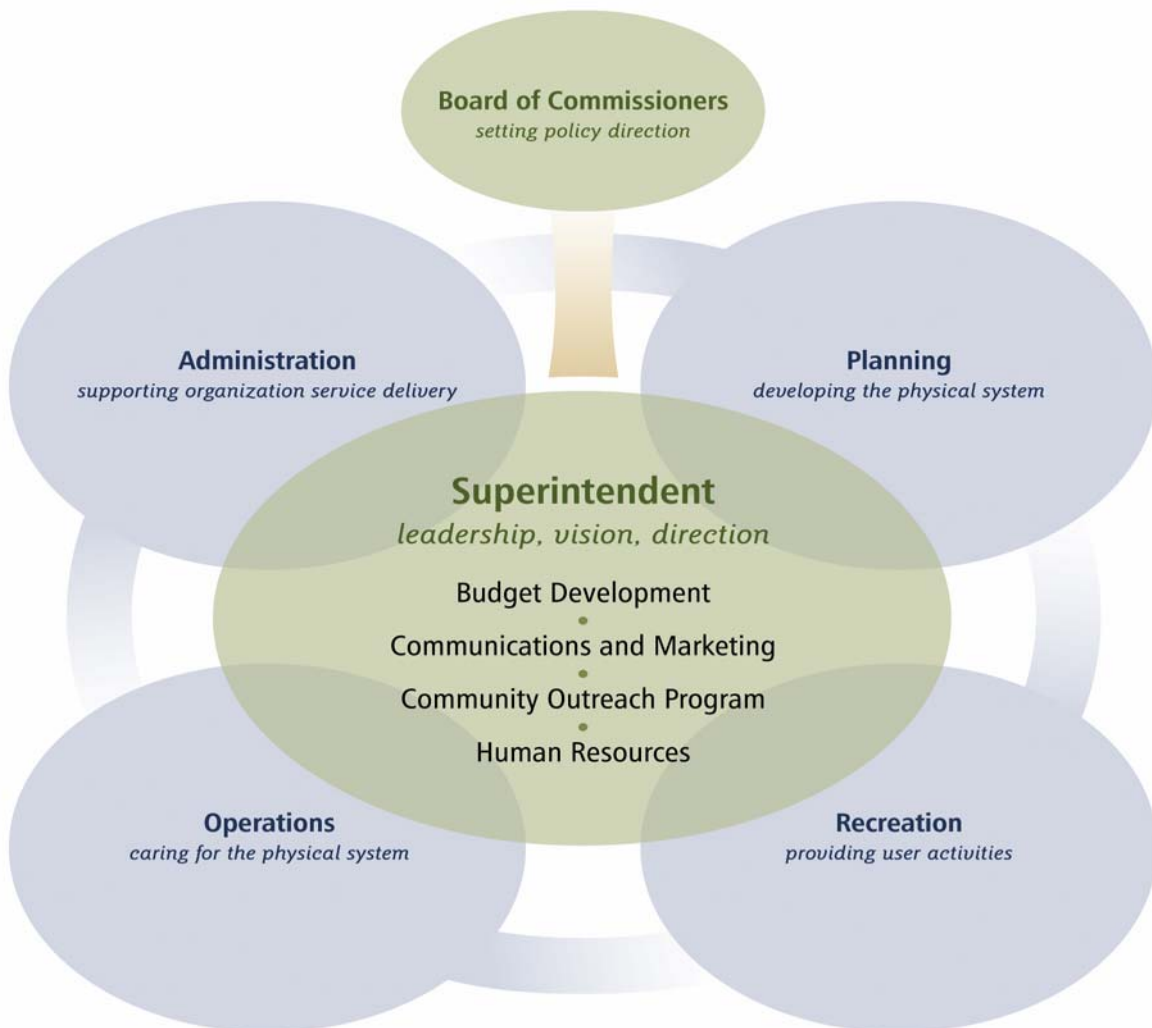 Board of Commissioners
setting policy direction
Administration
supporting organization service delivery
Planning
developing the physical system
Superintendent
leadership, vision, direction
Budget Development
Communications and Marketing
Community Outreach Program
Human Resources
Operations
caring for the physical system
Recreation
providing user activities